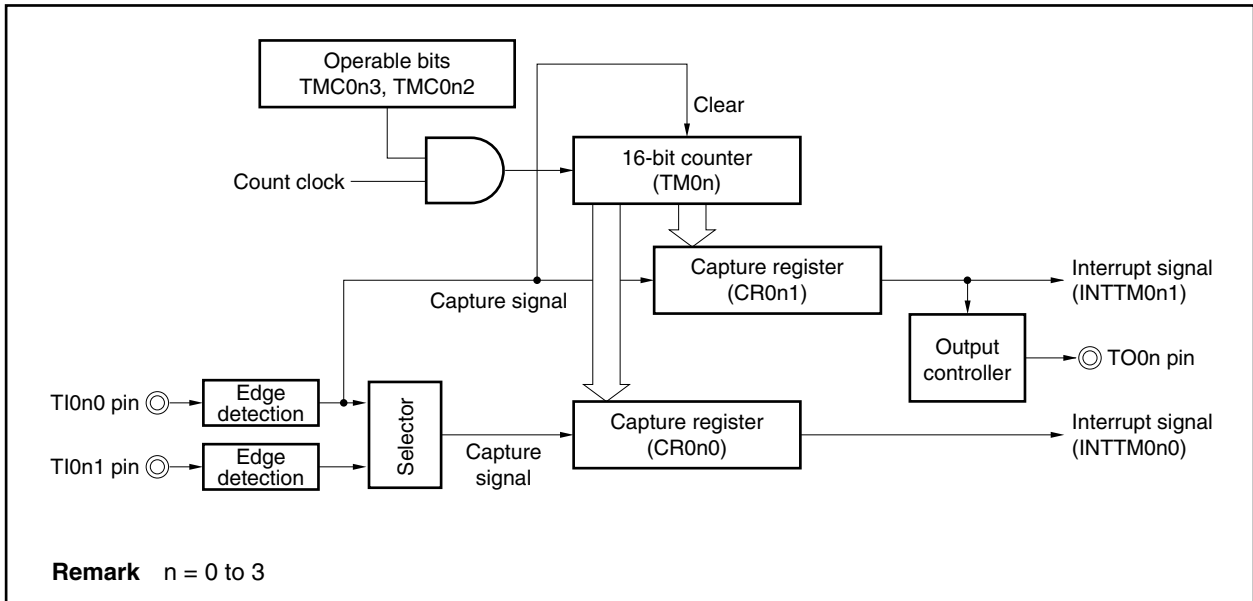 Operable bits
TMC0n3, TMC0n2
Clear
16-bit counter
(TM0n)
Count clock
Capture register
(CR0n1)
Interrupt signal
(INTTM0n1)
Capture signal
Output
controller
TO0n pin
TI0n0 pin
Edge
detection
Selector
Capture register
(CR0n0)
Interrupt signal
(INTTM0n0)
TI0n1 pin
Edge
detection
Capture
signal
Remark n = 0 to 3